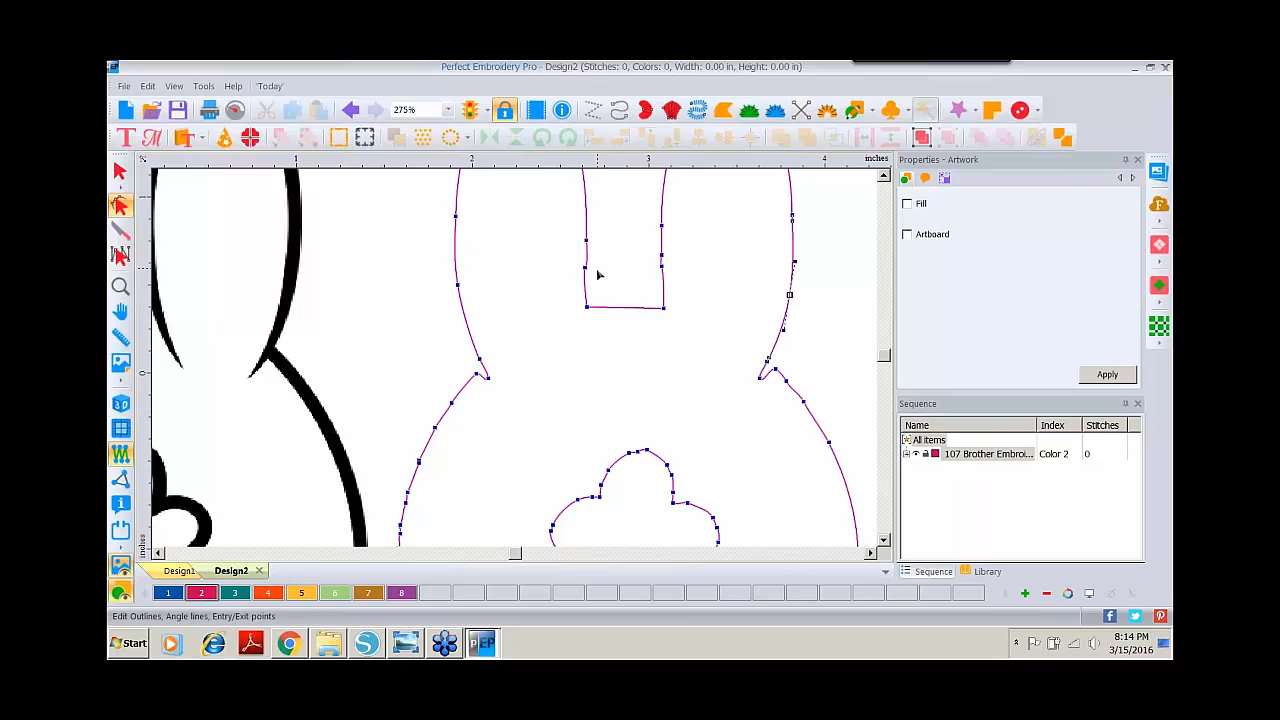 Perfect Embroidery Pro - Design2 (Stitches: 0, Colors: 0, Width: 0.00 in, Height: 0.00 in)
File Edit View Tools Help 'Today'
275%
1 2 3 4 inches
Properties - Artwork
Fill
Artboard
Apply
Sequence
Name Index Stitches
All items
107 Brother Embroi... Color 2 0
0
inches
Design1 Design2
Sequence Library
1 2 3 4 5 6 7 8
Edit Outlines, Angle lines, Entry/Exit points
Start
8:14 PM
3/15/2016